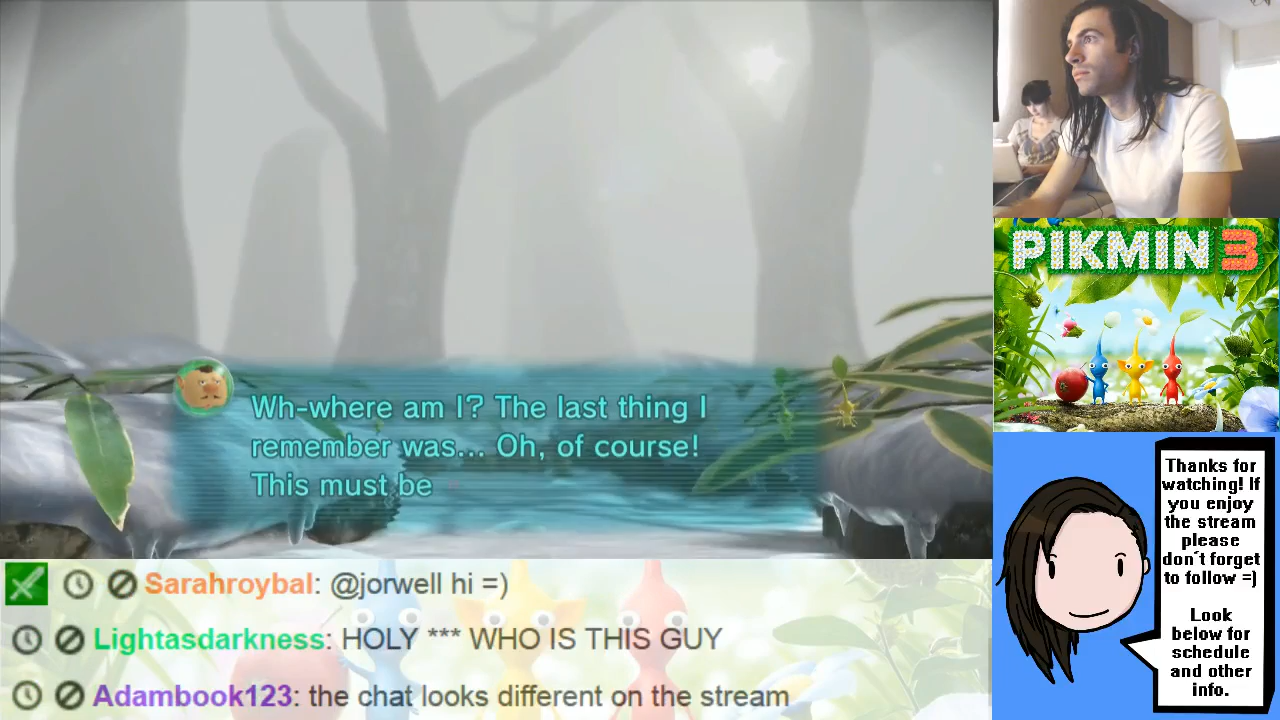 Wh-where am I? The last thing I
remember was... Oh, of course!
This must be
Sarahroybal: @jorwell hi =)
Lightasdarkness: HOLY *** WHO IS THIS GUY
Adambook123: the chat looks different on the stream
PIKMIN 3
Thanks for
watching! If
you enjoy
the stream
please
don´t forget
to follow =)
Look
below for
schedule
and other
info.